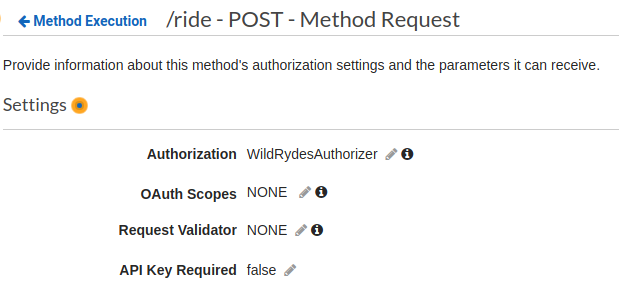 Method Execution /ride - POST - Method Request
Provide information about this method's authorization settings and the parameters it can receive.
Settings
Authorization WildRydesAuthorizer
OAuth Scopes NONE
Request Validator NONE
API Key Required false